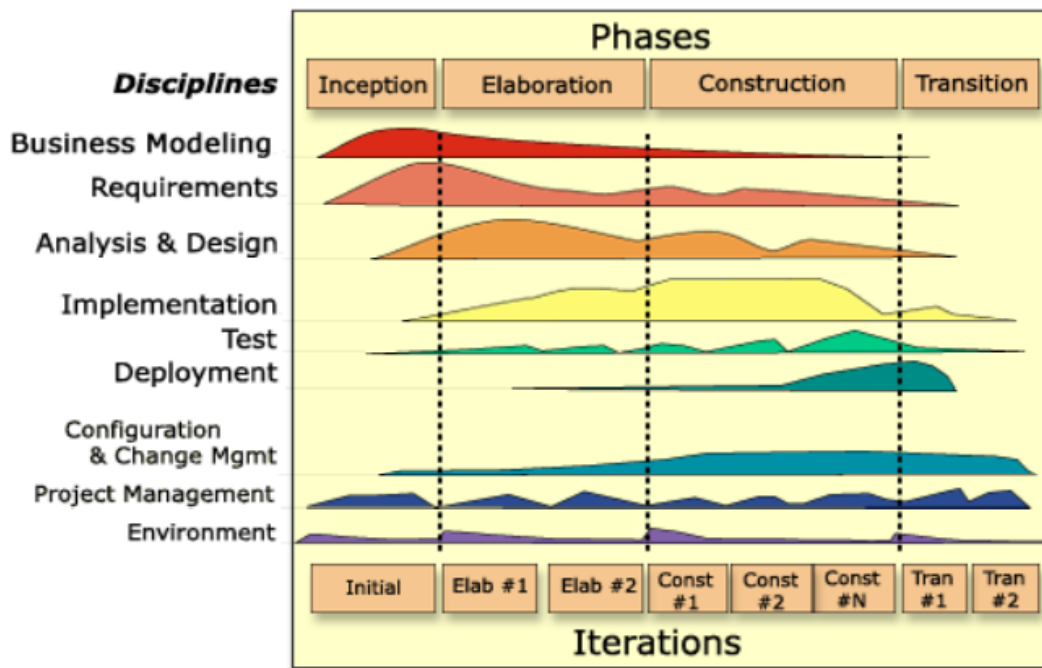 Phases
Disciplines
Inception Elaboration Construction Transition
Business Modeling
Requirements
Analysis & Design
Implementation
Test
Deployment
Configuration
& Change Mgmt
Project Management
Environment
Initial
Elab #1
Elab #2
Const
#1
Const
#2
Const
#N
Tran
#1
Tran
#2
Iterations